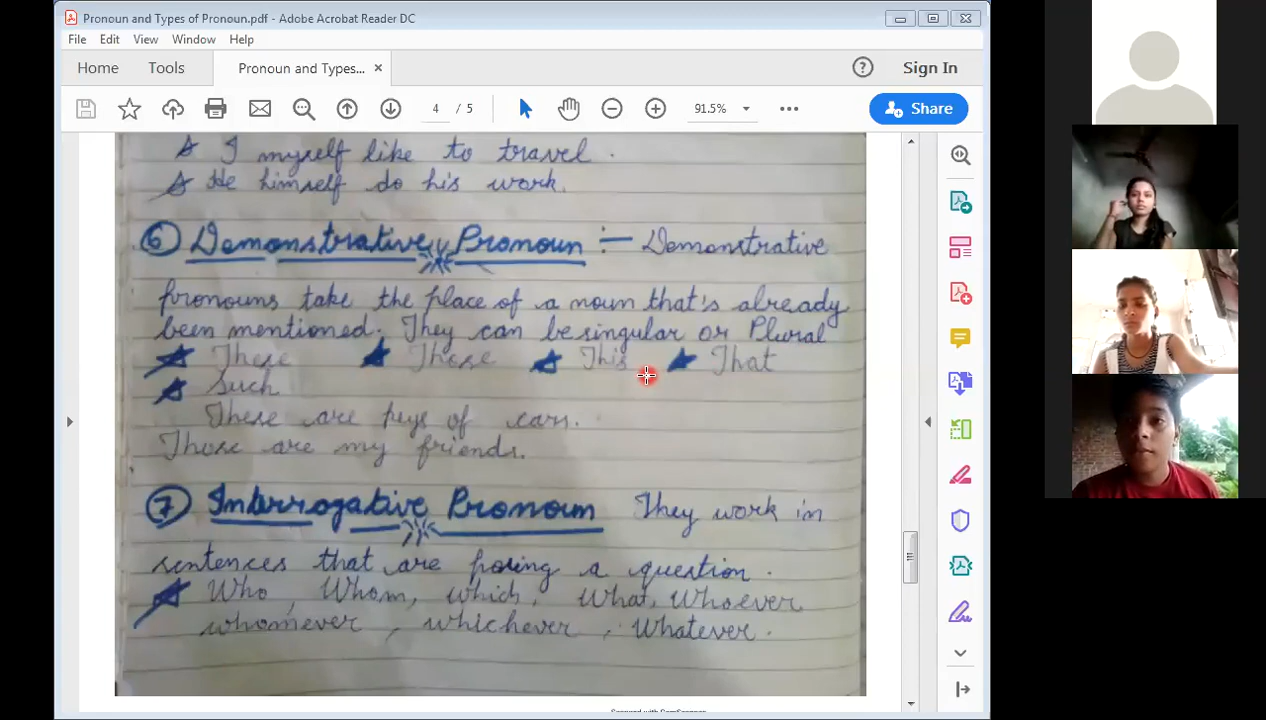 Pronoun and Types of Pronoun.pdf - Adobe Acrobat Reader DC
File Edit View Window Help
Home Tools Pronoun and Types... × Sign In
4 / 5 91.5% Share
I myself like to travel.
He himself do his work.
6 Demonstrative Pronoun :- Demonstrative
pronouns take the place of a noun that's already
been mentioned. They can be singular or Plural
These Those This That
Such
These are keys of cars.
Those are my friends.
7 Interrogative Pronoun They work in
sentences that are posing a question.
Who, Whom, which, What, Whoever
whomever, whichever, Whatever.